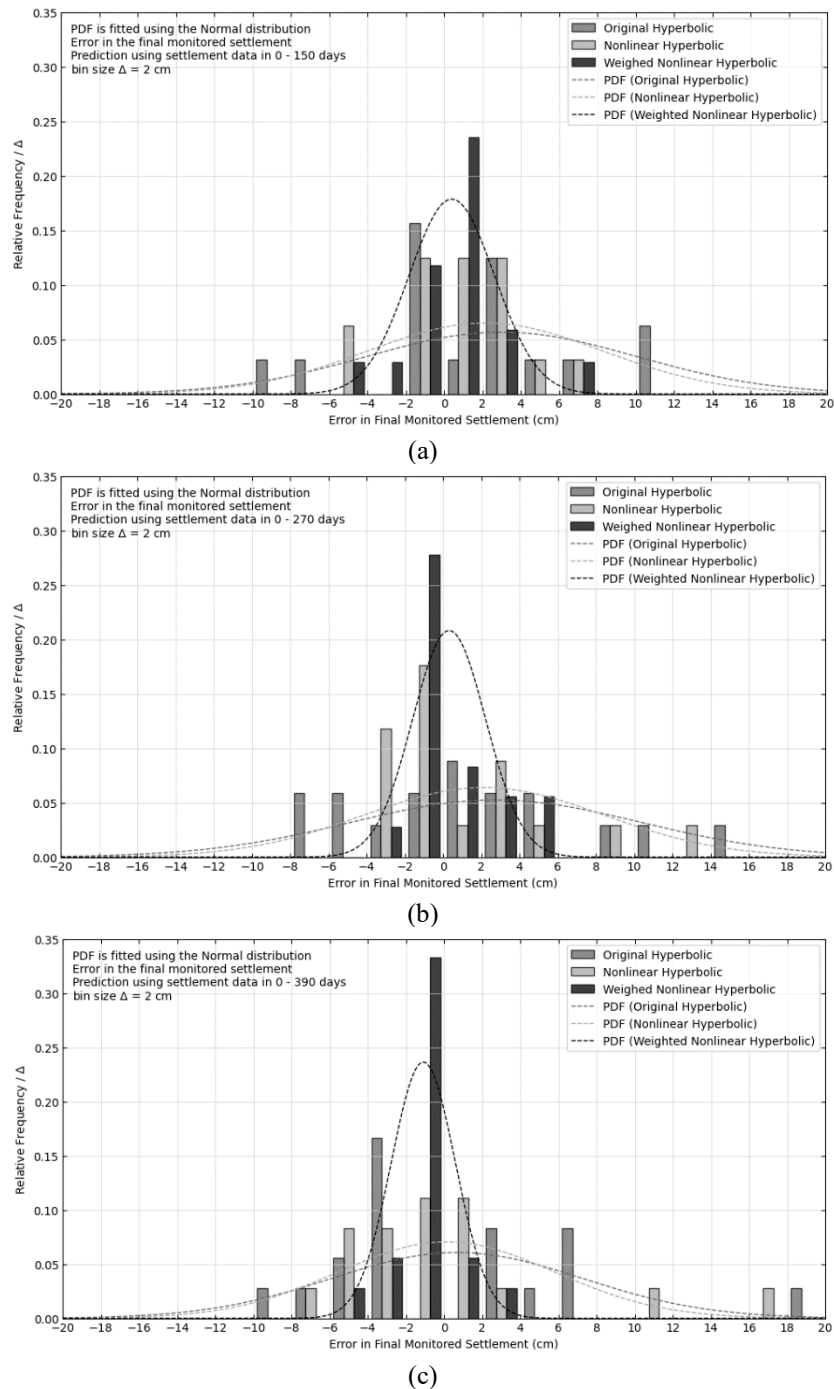 PDF is fitted using the Normal distribution
Error in the final monitored settlement
Prediction using settlement data in 0 - 150 days
bin size Δ = 2 cm
Original Hyperbolic
Nonlinear Hyperbolic
Weighed Nonlinear Hyperbolic
PDF (Original Hyperbolic)
PDF (Nonlinear Hyperbolic)
PDF (Weighted Nonlinear Hyperbolic)
Relative Frequency / Δ
0.35
0.30
0.25
0.20
0.15
0.10
0.05
0.00
−20 −18 −16 −14 −12 −10 −8 −6 −4 −2 0 2 4 6 8 10 12 14 16 18 20
Error in Final Monitored Settlement (cm)
(a)
PDF is fitted using the Normal distribution
Error in the final monitored settlement
Prediction using settlement data in 0 - 270 days
bin size Δ = 2 cm
Original Hyperbolic
Nonlinear Hyperbolic
Weighed Nonlinear Hyperbolic
PDF (Original Hyperbolic)
PDF (Nonlinear Hyperbolic)
PDF (Weighted Nonlinear Hyperbolic)
Relative Frequency / Δ
0.35
0.30
0.25
0.20
0.15
0.10
0.05
0.00
−20 −18 −16 −14 −12 −10 −8 −6 −4 −2 0 2 4 6 8 10 12 14 16 18 20
Error in Final Monitored Settlement (cm)
(b)
PDF is fitted using the Normal distribution
Error in the final monitored settlement
Prediction using settlement data in 0 - 390 days
bin size Δ = 2 cm
Original Hyperbolic
Nonlinear Hyperbolic
Weighed Nonlinear Hyperbolic
PDF (Original Hyperbolic)
PDF (Nonlinear Hyperbolic)
PDF (Weighted Nonlinear Hyperbolic)
Relative Frequency / Δ
0.35
0.30
0.25
0.20
0.15
0.10
0.05
0.00
−20 −18 −16 −14 −12 −10 −8 −6 −4 −2 0 2 4 6 8 10 12 14 16 18 20
Error in Final Monitored Settlement (cm)
(c)